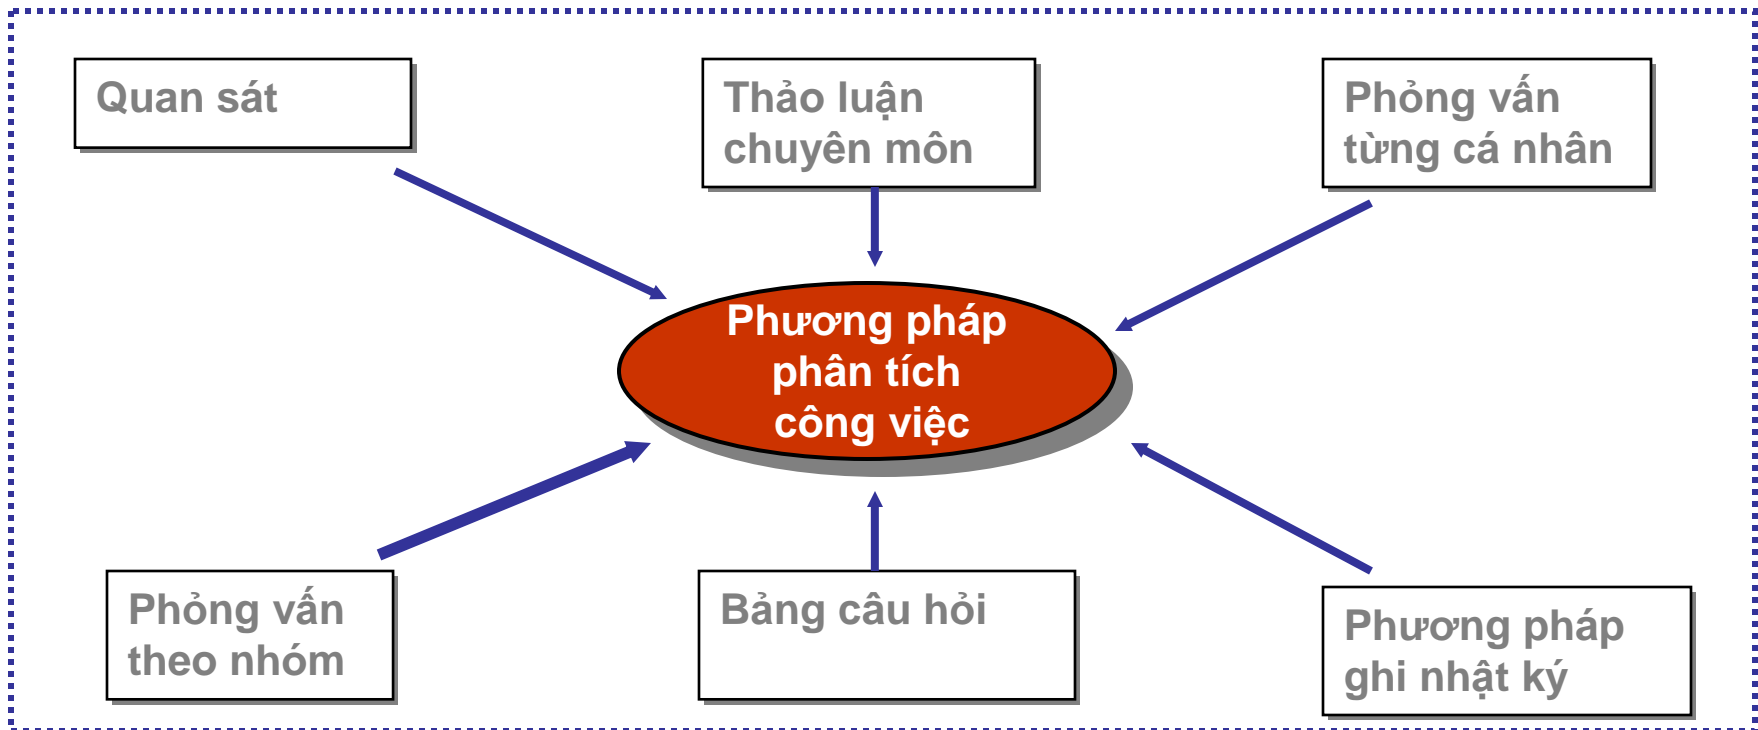 Quan sát
Thảo luận
chuyên môn
Phỏng vấn
từng cá nhân
Phương pháp
phân tích
công việc
Phỏng vấn
theo nhóm
Bảng câu hỏi
Phương pháp
ghi nhật ký